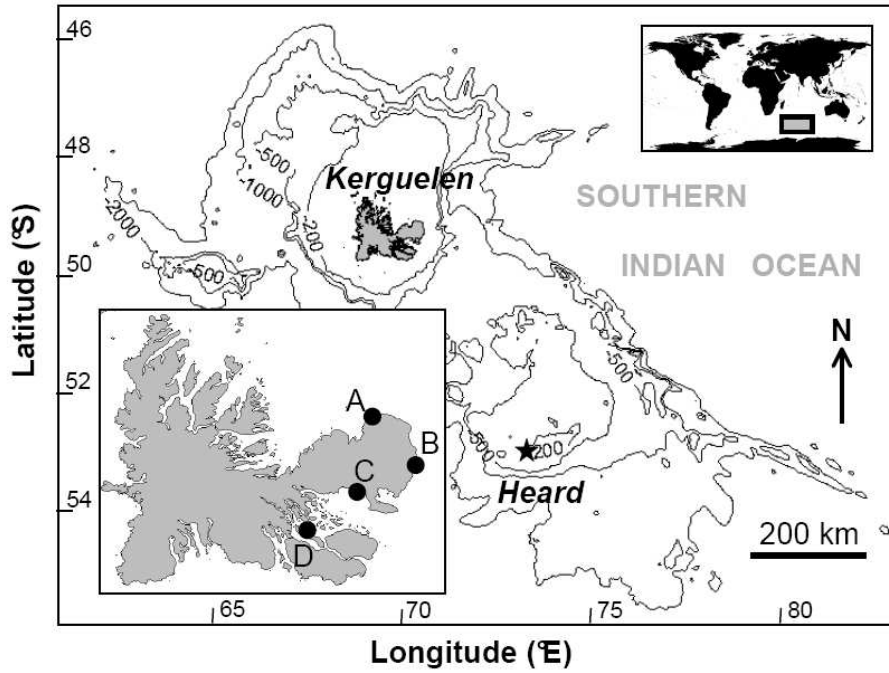 46
48
50
52
54
Latitude (°S)
-500
-1000
-2000
-200
-500
Kerguelen
SOUTHERN
INDIAN OCEAN
N
-500
-500
-200
Heard
200 km
A
B
C
D
65
70
75
80
Longitude (°E)